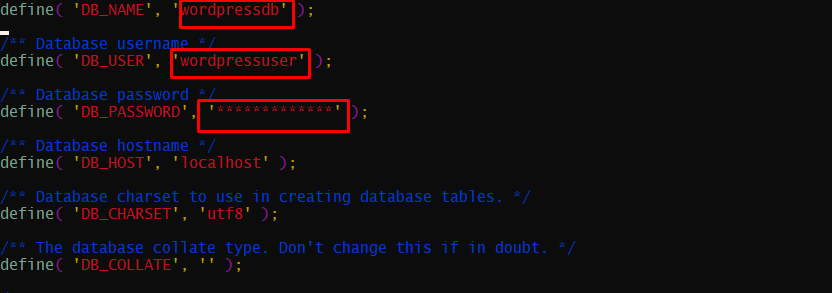 define( 'DB_NAME', 'wordpressdb' );
/** Database username */
define( 'DB_USER', 'wordpressuser' );
/** Database password */
define( 'DB_PASSWORD', '*************' );
/** Database hostname */
define( 'DB_HOST', 'localhost' );
/** Database charset to use in creating database tables. */
define( 'DB_CHARSET', 'utf8' );
/** The database collate type. Don't change this if in doubt. */
define( 'DB_COLLATE', '' );